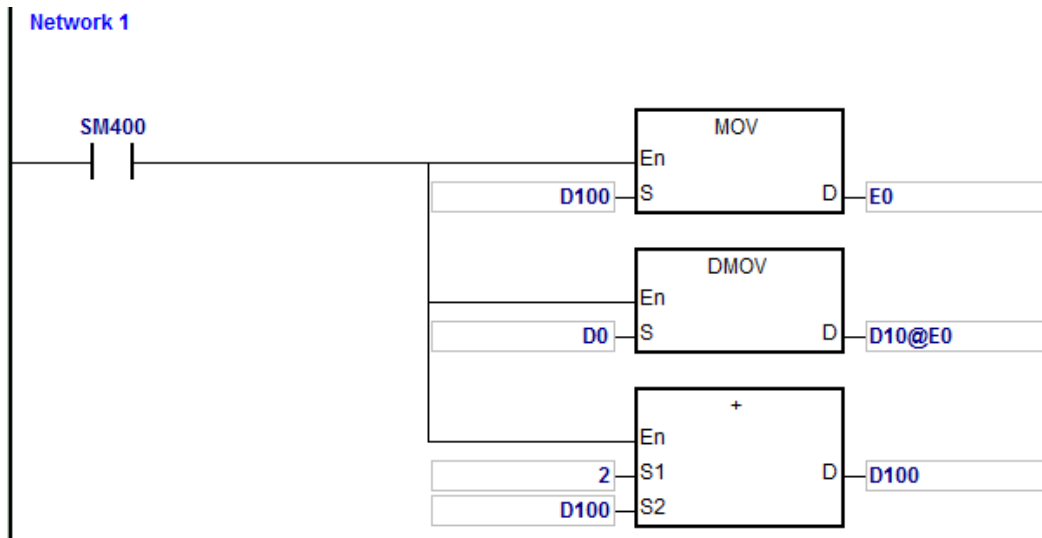 Network 1
SM400
MOV
En
D100 S D E0
DMOV
En
D0 S D D10@E0
+
En
2 S1 D D100
D100 S2